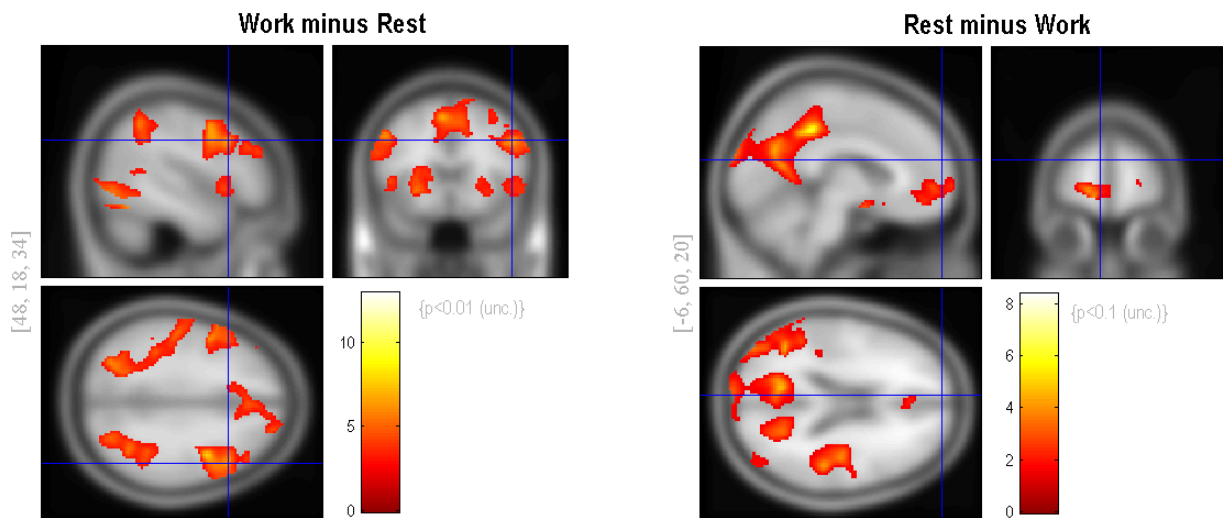 Work minus Rest
[48, 18, 34]
{p<0.01 (unc.)}
10
5
0
Rest minus Work
[-6, 60, 20]
{p<0.1 (unc.)}
8
6
4
2
0